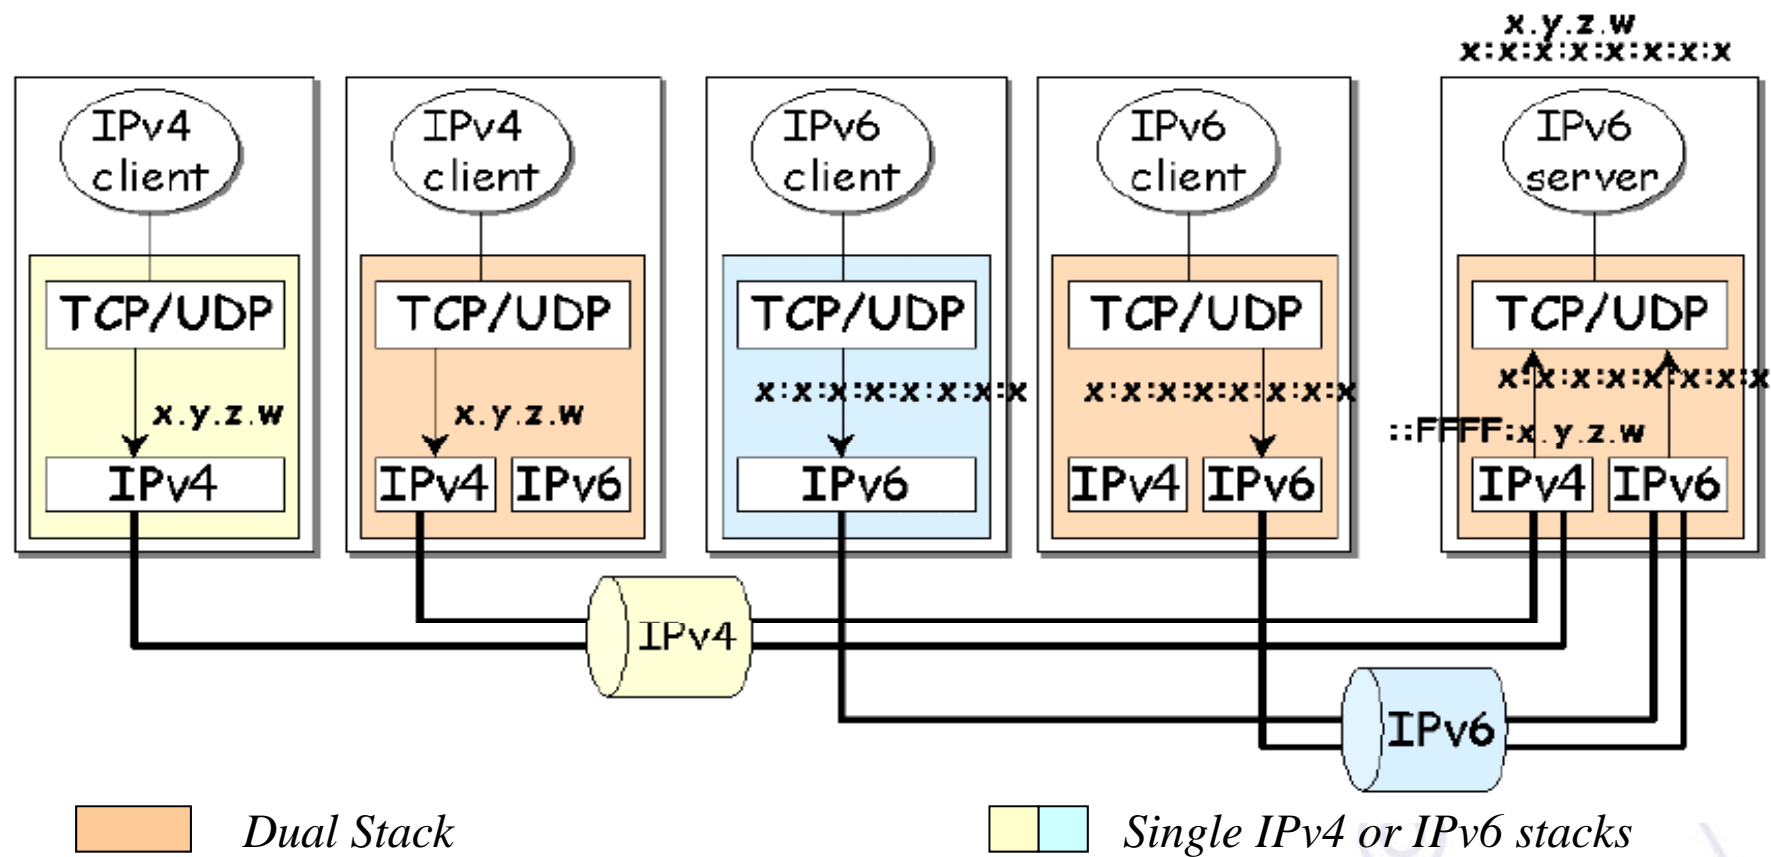 x.y.z.w
x:x:x:x:x:x:x:x
IPv4
client
IPv4
client
IPv6
client
IPv6
client
IPv6
server
TCP/UDP
TCP/UDP
TCP/UDP
TCP/UDP
TCP/UDP
x.y.z.w
x.y.z.w
x:x:x:x:x:x:x:x
x:x:x:x:x:x:x:x
x:x:x:x:x:x:x:x
::FFFF:x.y.z.w
IPv4
IPv4
IPv6
IPv6
IPv4
IPv6
IPv4
IPv6
IPv4
IPv6
Dual Stack
Single IPv4 or IPv6 stacks